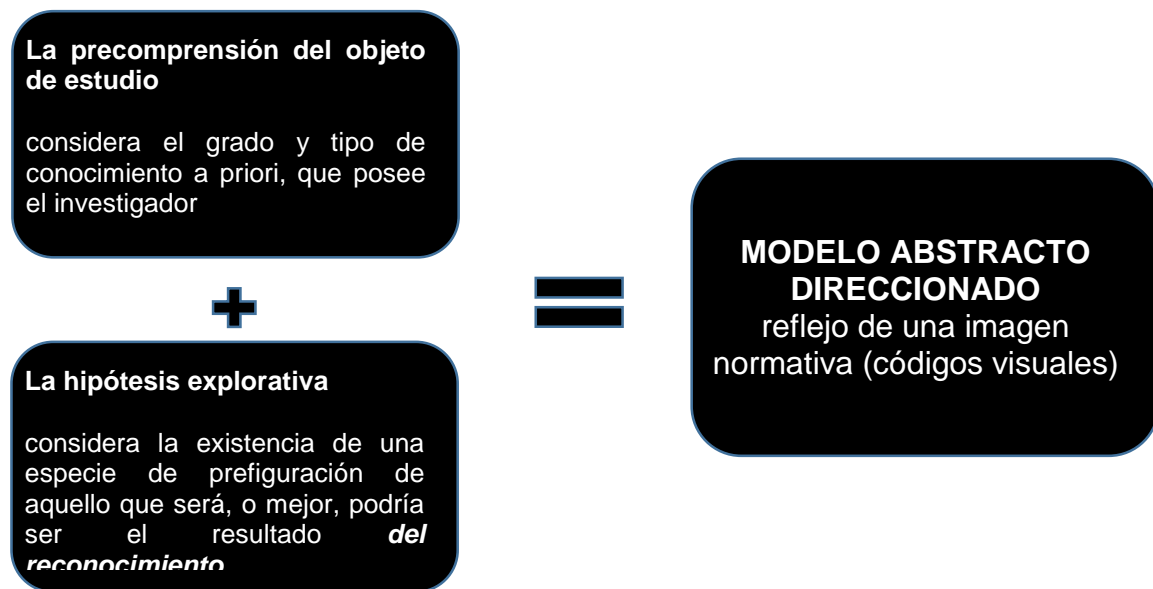 La precomprensión del objeto
de estudio
considera el grado y tipo de
conocimiento a priori, que posee
el investigador
La hipótesis explorativa
considera la existencia de una
especie de prefiguración de
aquello que será, o mejor, podría
ser el resultado del
reconocimiento
MODELO ABSTRACTO
DIRECCIONADO
reflejo de una imagen
normativa (códigos visuales)